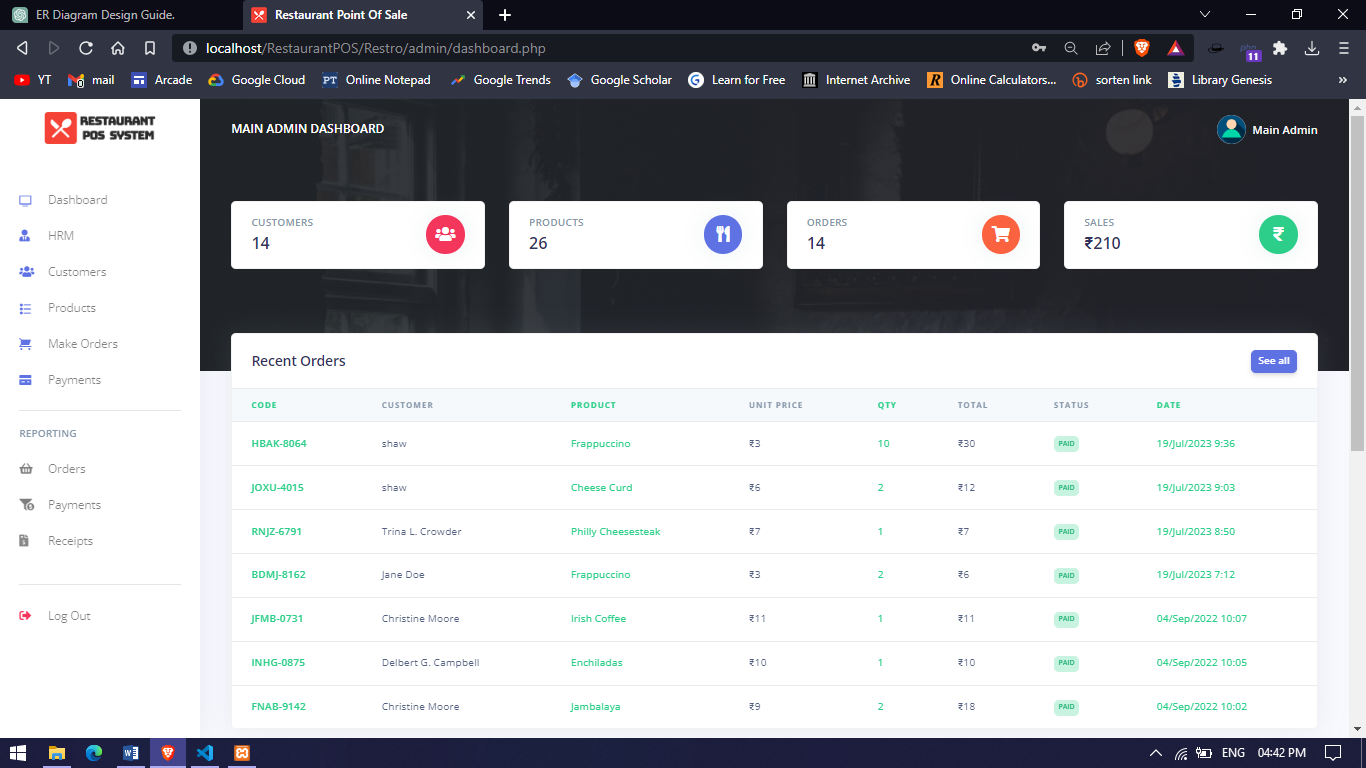 ER Diagram Design Guide.
Restaurant Point Of Sale
localhost/RestaurantPOS/Restro/admin/dashboard.php
11
YT mail Arcade Google Cloud PT Online Notepad Google Trends Google Scholar Learn for Free Internet Archive Online Calculators... sorten link Library Genesis »
RESTAURANT
POS SYSTEM
MAIN ADMIN DASHBOARD
Main Admin
Dashboard
HRM
Customers
Products
Make Orders
Payments
REPORTING
Orders
Payments
Receipts
Log Out
CUSTOMERS
14
PRODUCTS
26
ORDERS
14
SALES
₹210
Recent Orders
See all
CODE CUSTOMER PRODUCT UNIT PRICE QTY TOTAL STATUS DATE
HBAK-8064 shaw Frappuccino ₹3 10 ₹30 PAID 19/Jul/2023 9:36
JOXU-4015 shaw Cheese Curd ₹6 2 ₹12 PAID 19/Jul/2023 9:03
RNJZ-6791 Trina L. Crowder Philly Cheesesteak ₹7 1 ₹7 PAID 19/Jul/2023 8:50
BDMJ-8162 Jane Doe Frappuccino ₹3 2 ₹6 PAID 19/Jul/2023 7:12
JFMB-0731 Christine Moore Irish Coffee ₹11 1 ₹11 PAID 04/Sep/2022 10:07
INHG-0875 Delbert G. Campbell Enchiladas ₹10 1 ₹10 PAID 04/Sep/2022 10:05
FNAB-9142 Christine Moore Jambalaya ₹9 2 ₹18 PAID 04/Sep/2022 10:02
ENG 04:42 PM